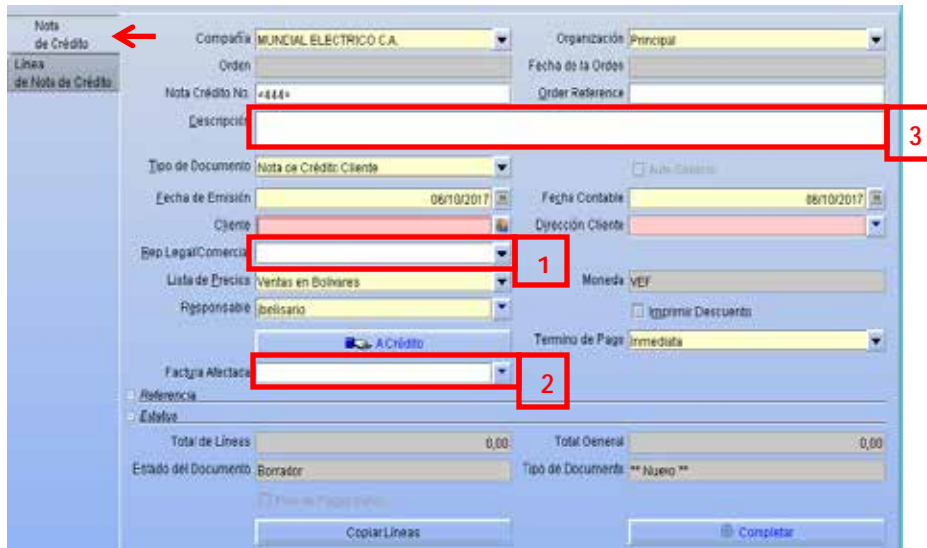 Nota
de Crédito
Línea
de Nota de Crédito
Compañía MUNDIAL ELECTRICO C.A. Organización Principal
Orden Fecha de la Orden
Nota Crédito No. <444> Order Reference
Descripción
3
Tipo de Documento Nota de Crédito Cliente
Fecha de Emisión 06/10/2017 Fecha Contable 06/10/2017
Cliente Dirección Cliente
Rep Legal/Comercial
1
Lista de Precios Ventas en Bolivares Moneda VEF
Responsable jbelisario Imprimir Descuento
A Crédito Termino de Pago Inmediata
Factura Afectada
2
Referencia
Estatus
Total de Líneas 0,00 Total General 0,00
Estado del Documento Borrador Tipo de Documento ** Nuevo **
Copiar Líneas Completar